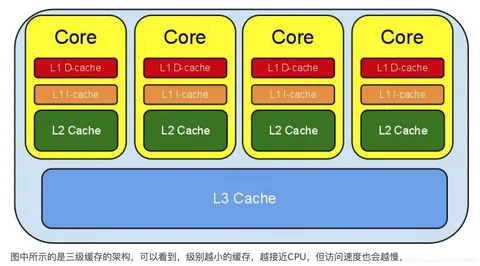 Core Core Core Core
L1 D-cache L1 D-cache L1 D-cache L1 D-cache
L1 I-cache L1 I-cache L1 I-cache L1 I-cache
L2 Cache L2 Cache L2 Cache L2 Cache
L3 Cache
图中所示的是三级缓存的架构，可以看到，级别越小的缓存，越接近CPU，但访问速度也会越慢。